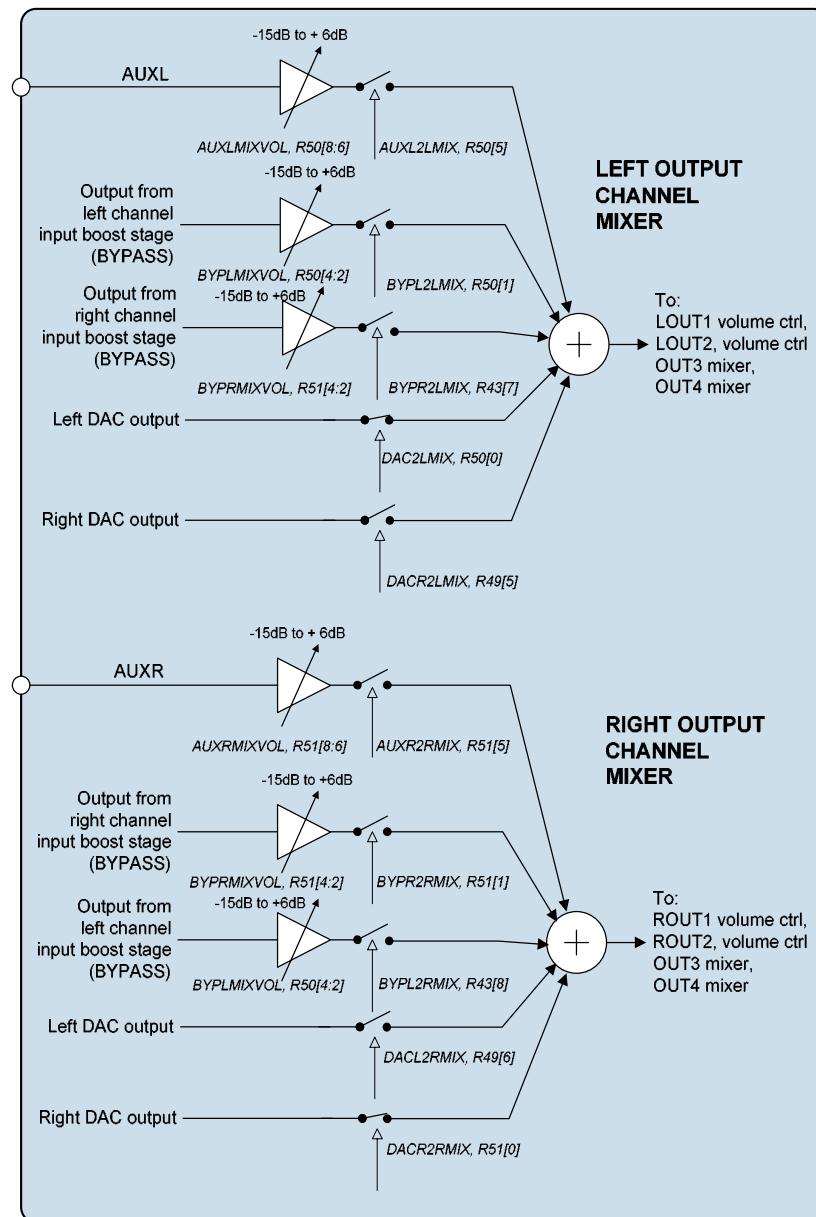 -15dB to + 6dB
AUXL
AUXLMIXVOL, R50[8:6]
AUXL2LMIX, R50[5]
LEFT OUTPUT
CHANNEL
MIXER
-15dB to +6dB
Output from
left channel
input boost stage
(BYPASS)
BYPLMIXVOL, R50[4:2]
BYPL2LMIX, R50[1]
-15dB to +6dB
Output from
right channel
input boost stage
(BYPASS)
BYPRMIXVOL, R51[4:2]
BYPR2LMIX, R43[7]
To:
LOUT1 volume ctrl,
LOUT2, volume ctrl
OUT3 mixer,
OUT4 mixer
Left DAC output
DAC2LMIX, R50[0]
Right DAC output
DACR2LMIX, R49[5]
-15dB to + 6dB
AUXR
AUXRMIXVOL, R51[8:6]
AUXR2RMIX, R51[5]
RIGHT OUTPUT
CHANNEL
MIXER
-15dB to +6dB
Output from
right channel
input boost stage
(BYPASS)
BYPRMIXVOL, R51[4:2]
BYPR2RMIX, R51[1]
-15dB to +6dB
Output from
left channel
input boost stage
(BYPASS)
BYPLMIXVOL, R50[4:2]
BYPL2RMIX, R43[8]
To:
ROUT1 volume ctrl,
ROUT2, volume ctrl
OUT3 mixer,
OUT4 mixer
Left DAC output
DACL2RMIX, R49[6]
Right DAC output
DACR2RMIX, R51[0]